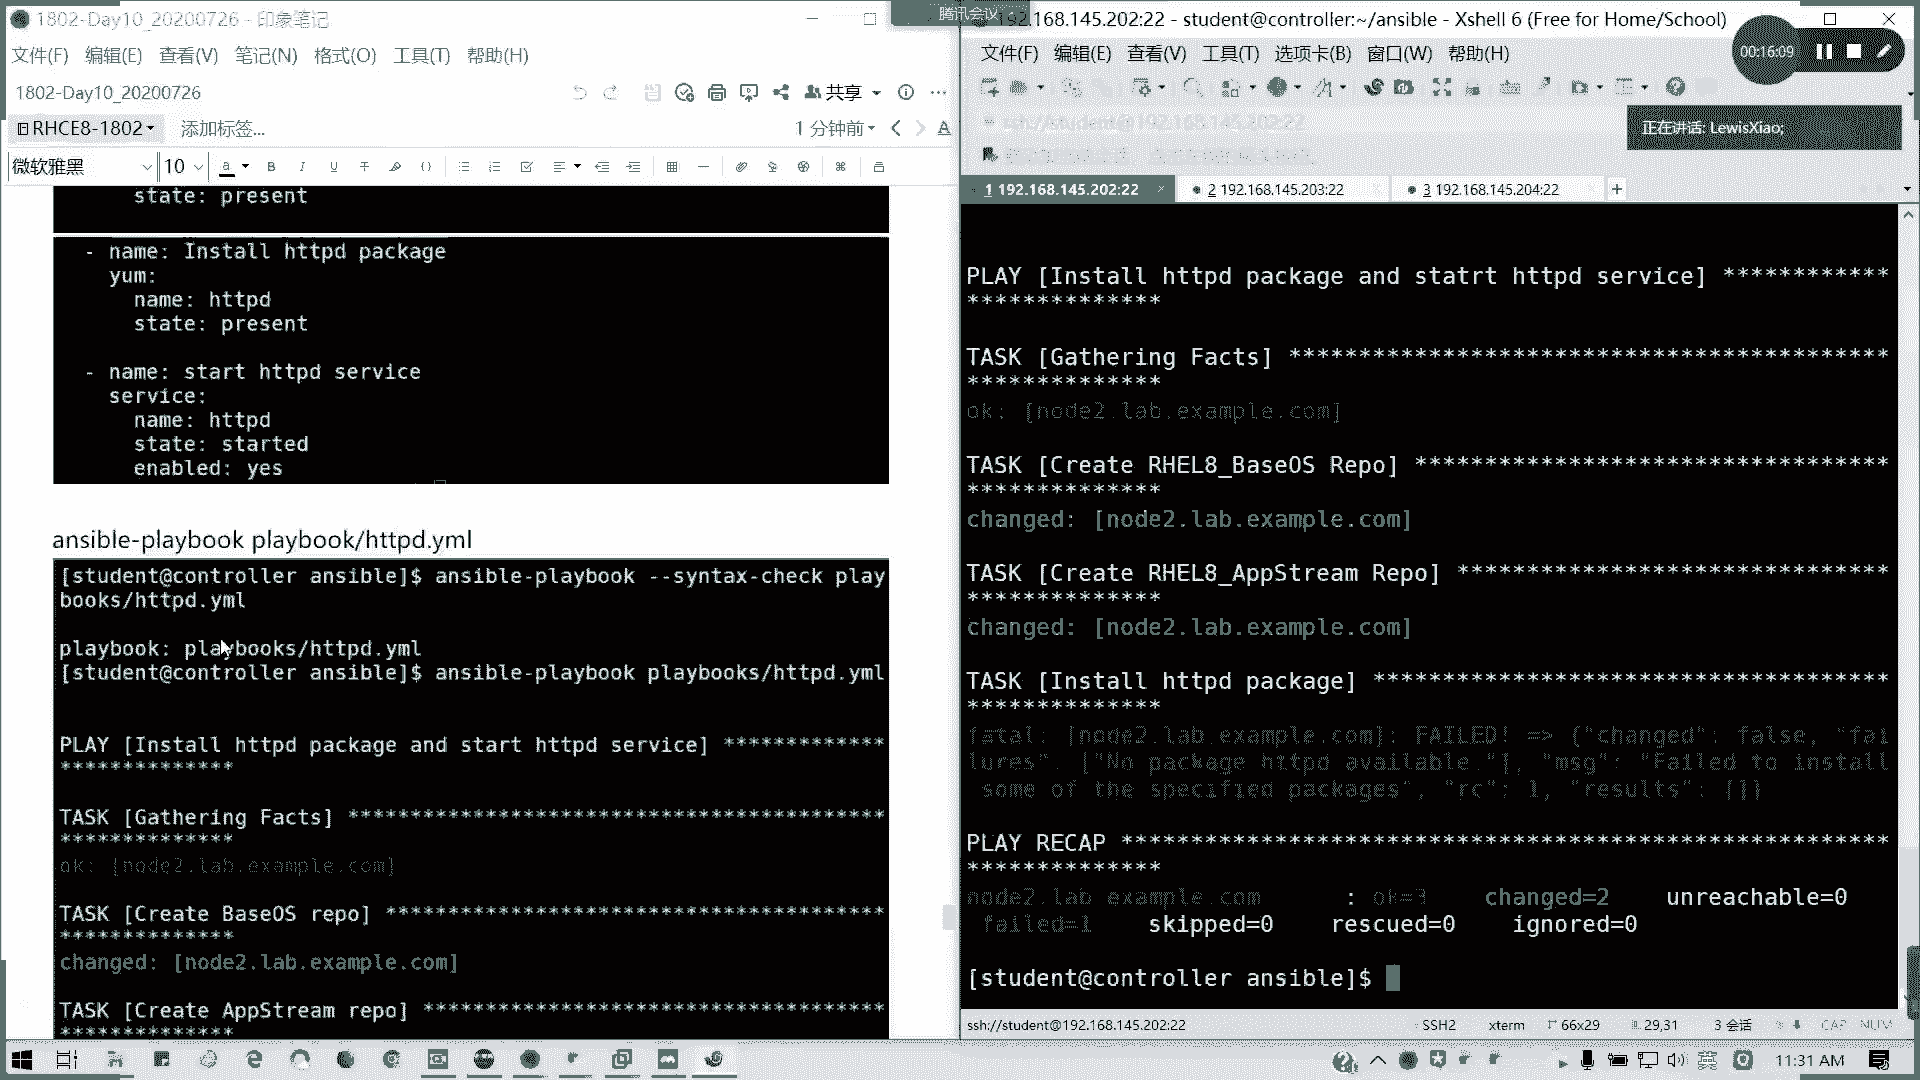 1802-Day10_20200726 - 印象笔记
文件(F) 编辑(E) 查看(V) 笔记(N) 格式(O) 工具(T) 帮助(H)
1802-Day10_20200726
共享
RHCE8-1802
添加标签...
1 分钟前
微软雅黑
10
state: present
- name: Install httpd package
yum:
name: httpd
state: present
- name: start httpd service
service:
name: httpd
state: started
enabled: yes
ansible-playbook playbook/httpd.yml
[student@controller ansible]$ ansible-playbook --syntax-check play
books/httpd.yml
playbook: playbooks/httpd.yml
[student@controller ansible]$ ansible-playbook playbooks/httpd.yml
PLAY [Install httpd package and start httpd service] *************
**************
TASK [Gathering Facts] *******************************************
**************
ok: [node2.lab.example.com]
TASK [Create BaseOS repo] ****************************************
**************
changed: [node2.lab.example.com]
TASK [Create AppStream repo] *************************************
**************
腾讯会议
192.168.145.202:22 - student@controller:~/ansible - Xshell 6 (Free for Home/School)
00:16:09
文件(F) 编辑(E) 查看(V) 工具(T) 选项卡(B) 窗口(W) 帮助(H)
ssh://student@192.168.145.202:22
正在讲话: LewisXiao;
1 192.168.145.202:22
2 192.168.145.203:22
3 192.168.145.204:22
PLAY [Install httpd package and statrt httpd service] ************
**************
TASK [Gathering Facts] *******************************************
**************
ok: [node2.lab.example.com]
TASK [Create RHEL8_BaseOS Repo] **********************************
**************
changed: [node2.lab.example.com]
TASK [Create RHEL8_AppStream Repo] *******************************
**************
changed: [node2.lab.example.com]
TASK [Install httpd package] *************************************
**************
fatal: [node2.lab.example.com]: FAILED! => {"changed": false, "fai
lures": ["No package httpd available."], "msg": "Failed to install
some of the specified packages", "rc": 1, "results": []}
PLAY RECAP *******************************************************
**************
node2.lab.example.com : ok=3 changed=2 unreachable=0
failed=1 skipped=0 rescued=0 ignored=0
[student@controller ansible]$
ssh://student@192.168.145.202:22
SSH2
xterm
66x29
29,31
3 会话
CAP NUM
英
11:31 AM